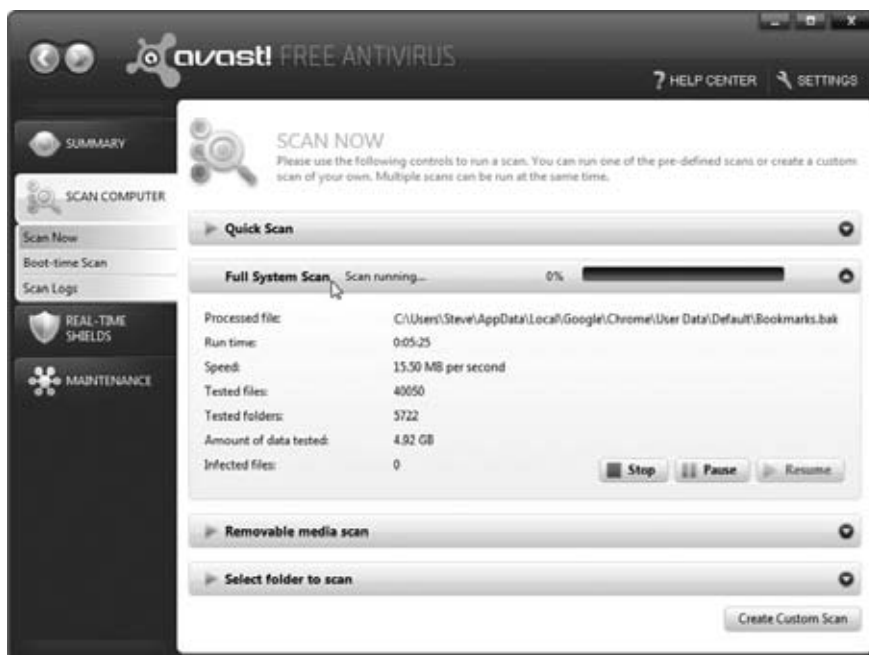 avast! FREE ANTIVIRUS
? HELP CENTER
SETTINGS
SUMMARY
SCAN COMPUTER
Scan Now
Boot-time Scan
Scan Logs
REAL-TIME
SHIELDS
MAINTENANCE
SCAN NOW
Please use the following controls to run a scan. You can run one of the pre-defined scans or create a custom
scan of your own. Multiple scans can be run at the same time.
Quick Scan
Full System Scan Scan running... 0%
Processed file: C:\Users\Steve\AppData\Local\Google\Chrome\User Data\Default\Bookmarks.bak
Run time: 0:05:25
Speed: 15.50 MB per second
Tested files: 40050
Tested folders: 5722
Amount of data tested: 4.92 GB
Infected files: 0
Stop Pause Resume
Removable media scan
Select folder to scan
Create Custom Scan